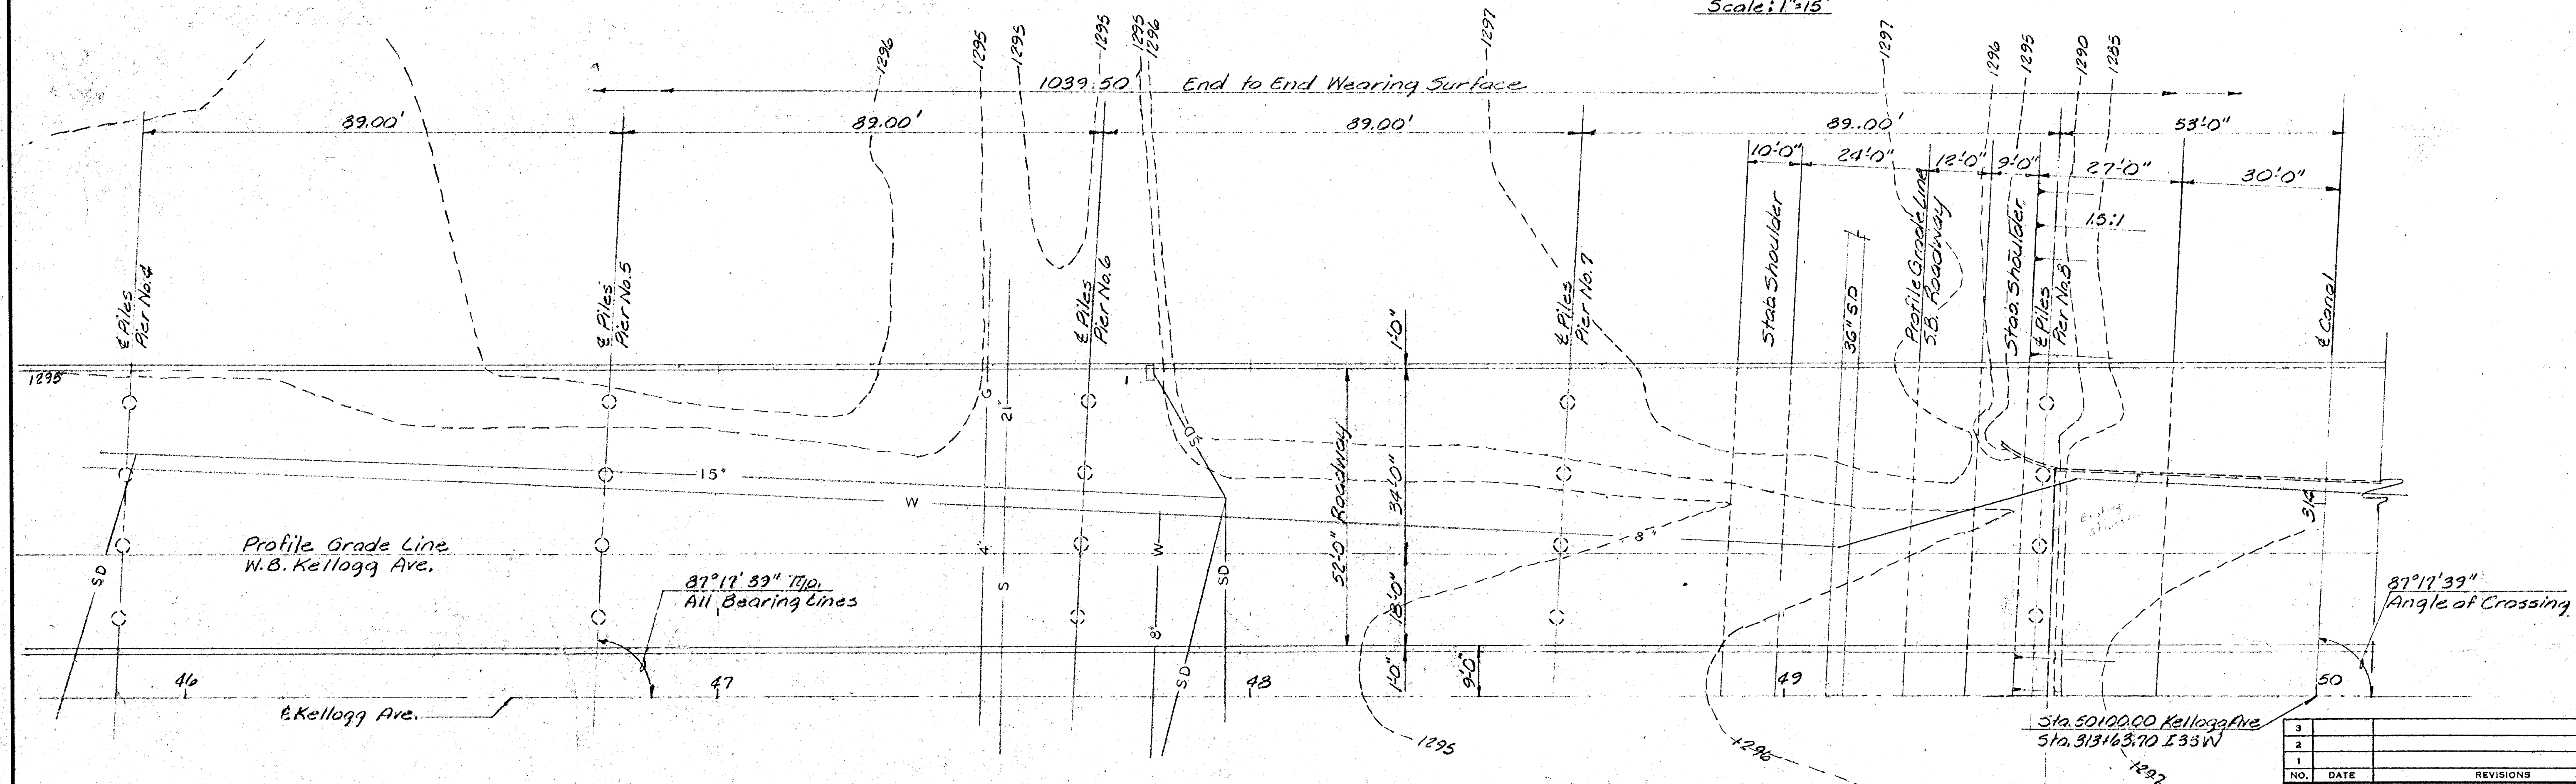 Scale: 1"=15'
1296
1295
1295
1295
1295
1296
1297
1297
1296
1295
1290
1285
1039.50' End to End Wearing Surface
89.00'
89.00'
89.00'
89.00'
53'-0"
10'-0"
24'-0"
12'-0"
9'-0"
27'-0"
30'-0"
1.5:1
℄ Piles
Pier No.4
℄ Piles
Pier No.5
℄ Piles
Pier No.6
℄ Piles
Pier No.7
Stab. Shoulder
36" SD
Profile Grade Line
S.B. Roadway
Stab. Shoulder
℄ Piles
Pier No.8
℄ Canal
1295
1'-0"
G
21'
SD
15"
W
52'-0" Roadway
34'-0"
18'-0"
1'-0"
9'-0"
8"
314
Profile Grade Line
W.B. Kellogg Ave.
SD
4"
S
W
8"
SD
SD
87°17'39" Typ.
All Bearing Lines
87°17'39"
Angle of Crossing
46
47
48
49
50
℄ Kellogg Ave.
Sta. 50+00.00 Kellogg Ave
Sta. 313+63.70 I35W
1295
1296
1297
3
2
1
NO. DATE REVISIONS